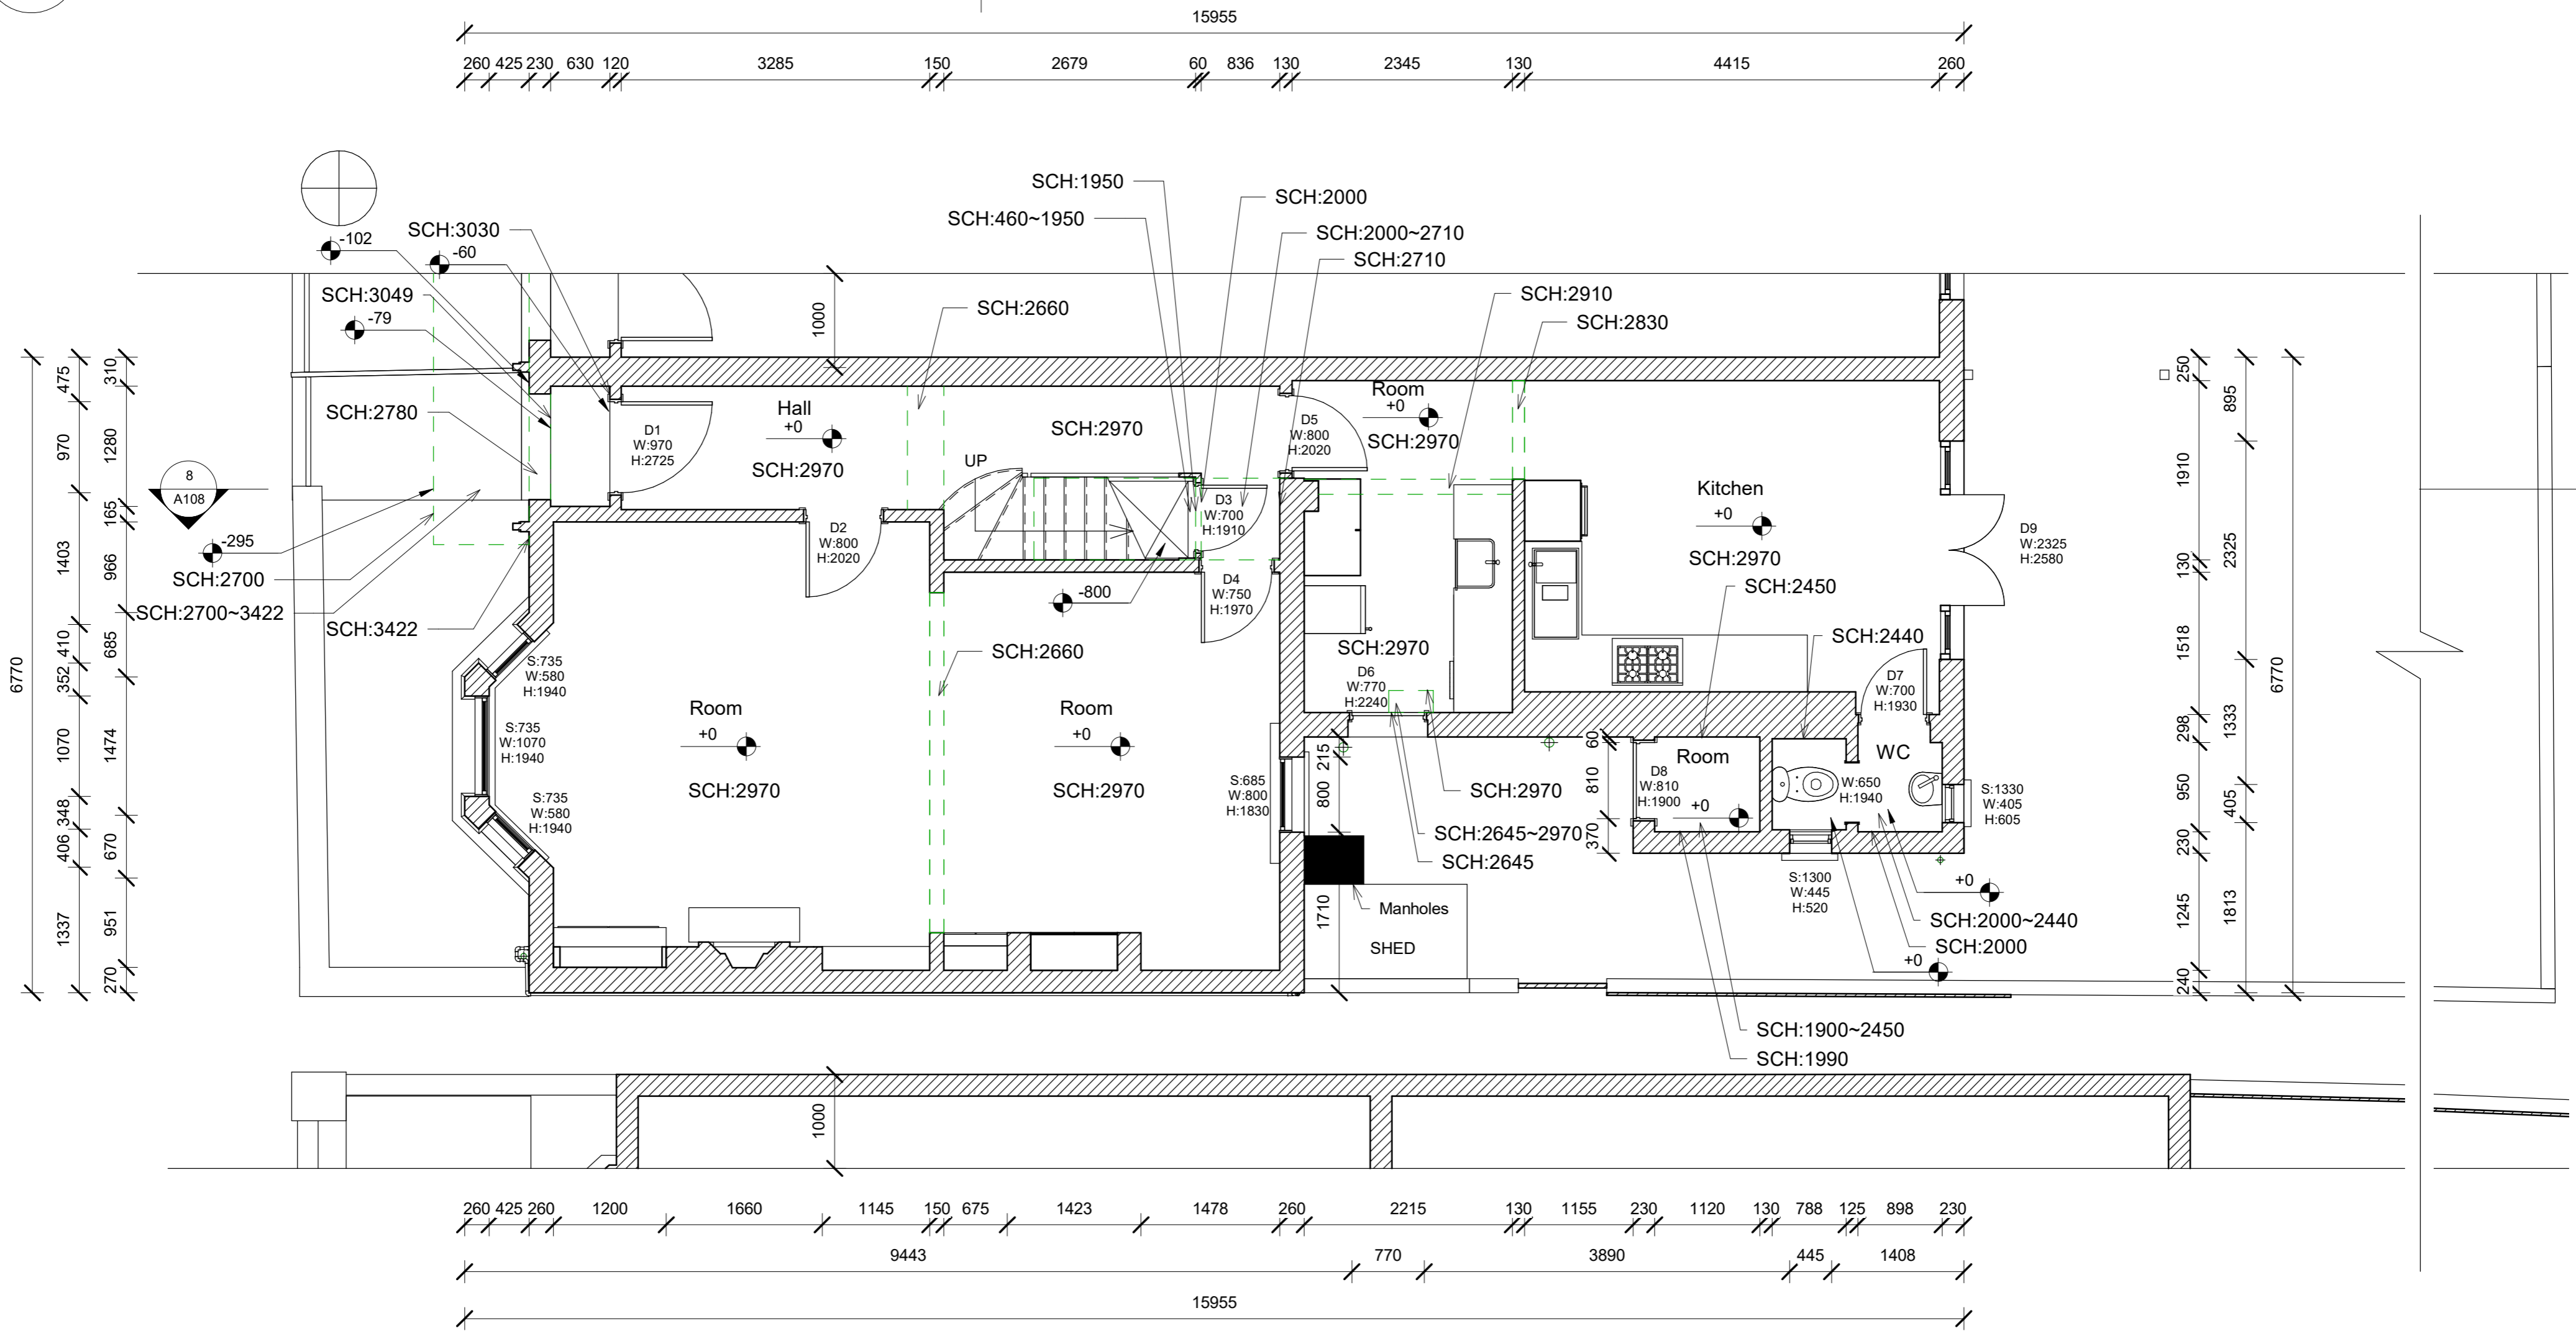 15955
260 425 230 630 120 3285 150 2679 60 836 130 2345 130 4415 260
SCH:1950
SCH:2000
SCH:460~1950
SCH:3030
SCH:2000~2710
-102
-60
SCH:2710
SCH:3049
SCH:2910
SCH:2660
-79
1000
SCH:2830
475
310
250
Room
+0
895
SCH:2780
Hall
+0
D1
W:970
H:2725
SCH:2970
D5
W:800
H:2020
SCH:2970
970
1280
SCH:2970
UP
8
A108
Kitchen
+0
1910
165
D3
W:700
H:1910
D2
W:800
H:2020
D9
W:2325
H:2580
-295
1403
966
SCH:2970
130
2325
SCH:2700
D4
W:750
H:1970
-800
SCH:2450
SCH:2700~3422
SCH:3422
410
685
SCH:2660
SCH:2970
SCH:2440
1518
6770
352
S:735
W:580
H:1940
D6
W:770
H:2240
D7
W:700
H:1930
6770
Room
+0
Room
+0
1070
1474
S:735
W:1070
H:1940
215
60
Room
WC
298
1333
SCH:2970
SCH:2970
S:685
W:800
H:1830
800
SCH:2970
810
D8
W:810
H:1900
+0
W:650
H:1940
950
405
S:1330
W:405
H:605
348
S:735
W:580
H:1940
SCH:2645~2970
SCH:2645
370
406
670
230
S:1300
W:445
H:520
+0
1337
951
1710
Manholes
SHED
SCH:2000~2440
SCH:2000
+0
1245
1813
270
240
SCH:1900~2450
SCH:1990
1000
260 425 260 1200 1660 1145 150 675 1423 1478 260 2215 130 1155 230 1120 130 788 125 898 230
9443 770 3890 445 1408
15955